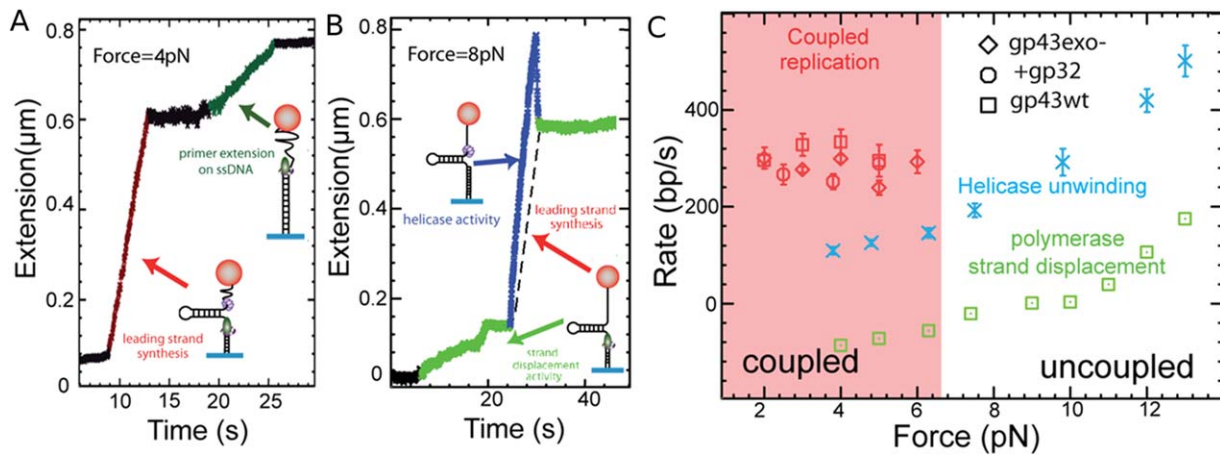 A
Force=4pN
0.8
0.6
0.4
0.2
0
Extension(µm)
primer extension
on ssDNA
leading strand
synthesis
10
15
20
25
Time (s)
B
Force=8pN
0.8
0.6
0.4
0.2
0
Extension(µm)
helicase activity
leading strand
synthesis
strand
displacement
activity
20
40
Time (s)
C
Coupled
replication
gp43exo-
+gp32
gp43wt
400
200
0
Rate (bp/s)
Helicase unwinding
polymerase
strand displacement
coupled
uncoupled
2
4
6
8
10
12
Force (pN)